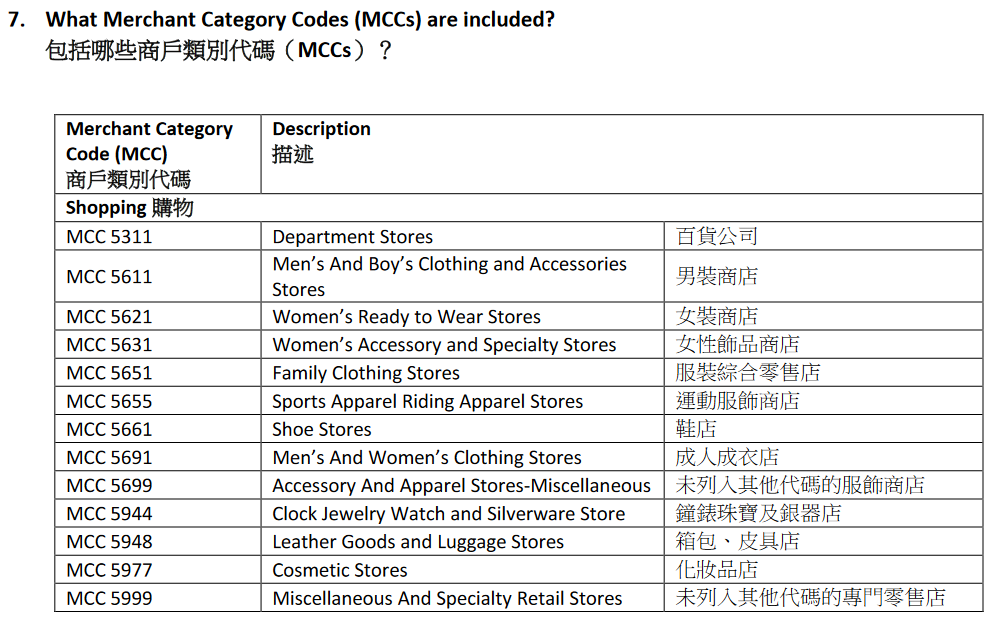 7. What Merchant Category Codes (MCCs) are included?
包括哪些商戶類別代碼（MCCs）？
Merchant Category Code (MCC) 商戶類別代碼 Description 描述
Shopping 購物
MCC 5311 Department Stores 百貨公司
MCC 5611 Men’s And Boy’s Clothing and Accessories Stores 男裝商店
MCC 5621 Women’s Ready to Wear Stores 女裝商店
MCC 5631 Women’s Accessory and Specialty Stores 女性飾品商店
MCC 5651 Family Clothing Stores 服裝綜合零售店
MCC 5655 Sports Apparel Riding Apparel Stores 運動服飾商店
MCC 5661 Shoe Stores 鞋店
MCC 5691 Men’s And Women’s Clothing Stores 成人成衣店
MCC 5699 Accessory And Apparel Stores-Miscellaneous 未列入其他代碼的服飾商店
MCC 5944 Clock Jewelry Watch and Silverware Store 鐘錶珠寶及銀器店
MCC 5948 Leather Goods and Luggage Stores 箱包、皮具店
MCC 5977 Cosmetic Stores 化妝品店
MCC 5999 Miscellaneous And Specialty Retail Stores 未列入其他代碼的專門零售店